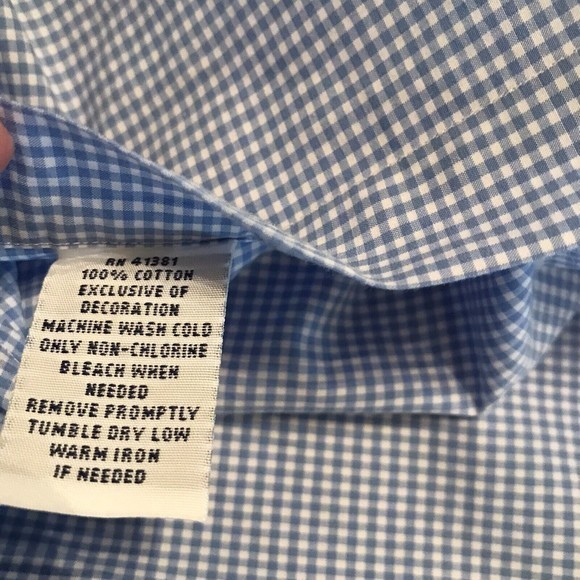 RN 41381
100% COTTON
EXCLUSIVE OF
DECORATION
MACHINE WASH COLD
ONLY NON-CHLORINE
BLEACH WHEN
NEEDED
REMOVE PROMPTLY
TUMBLE DRY LOW
WARM IRON
IF NEEDED